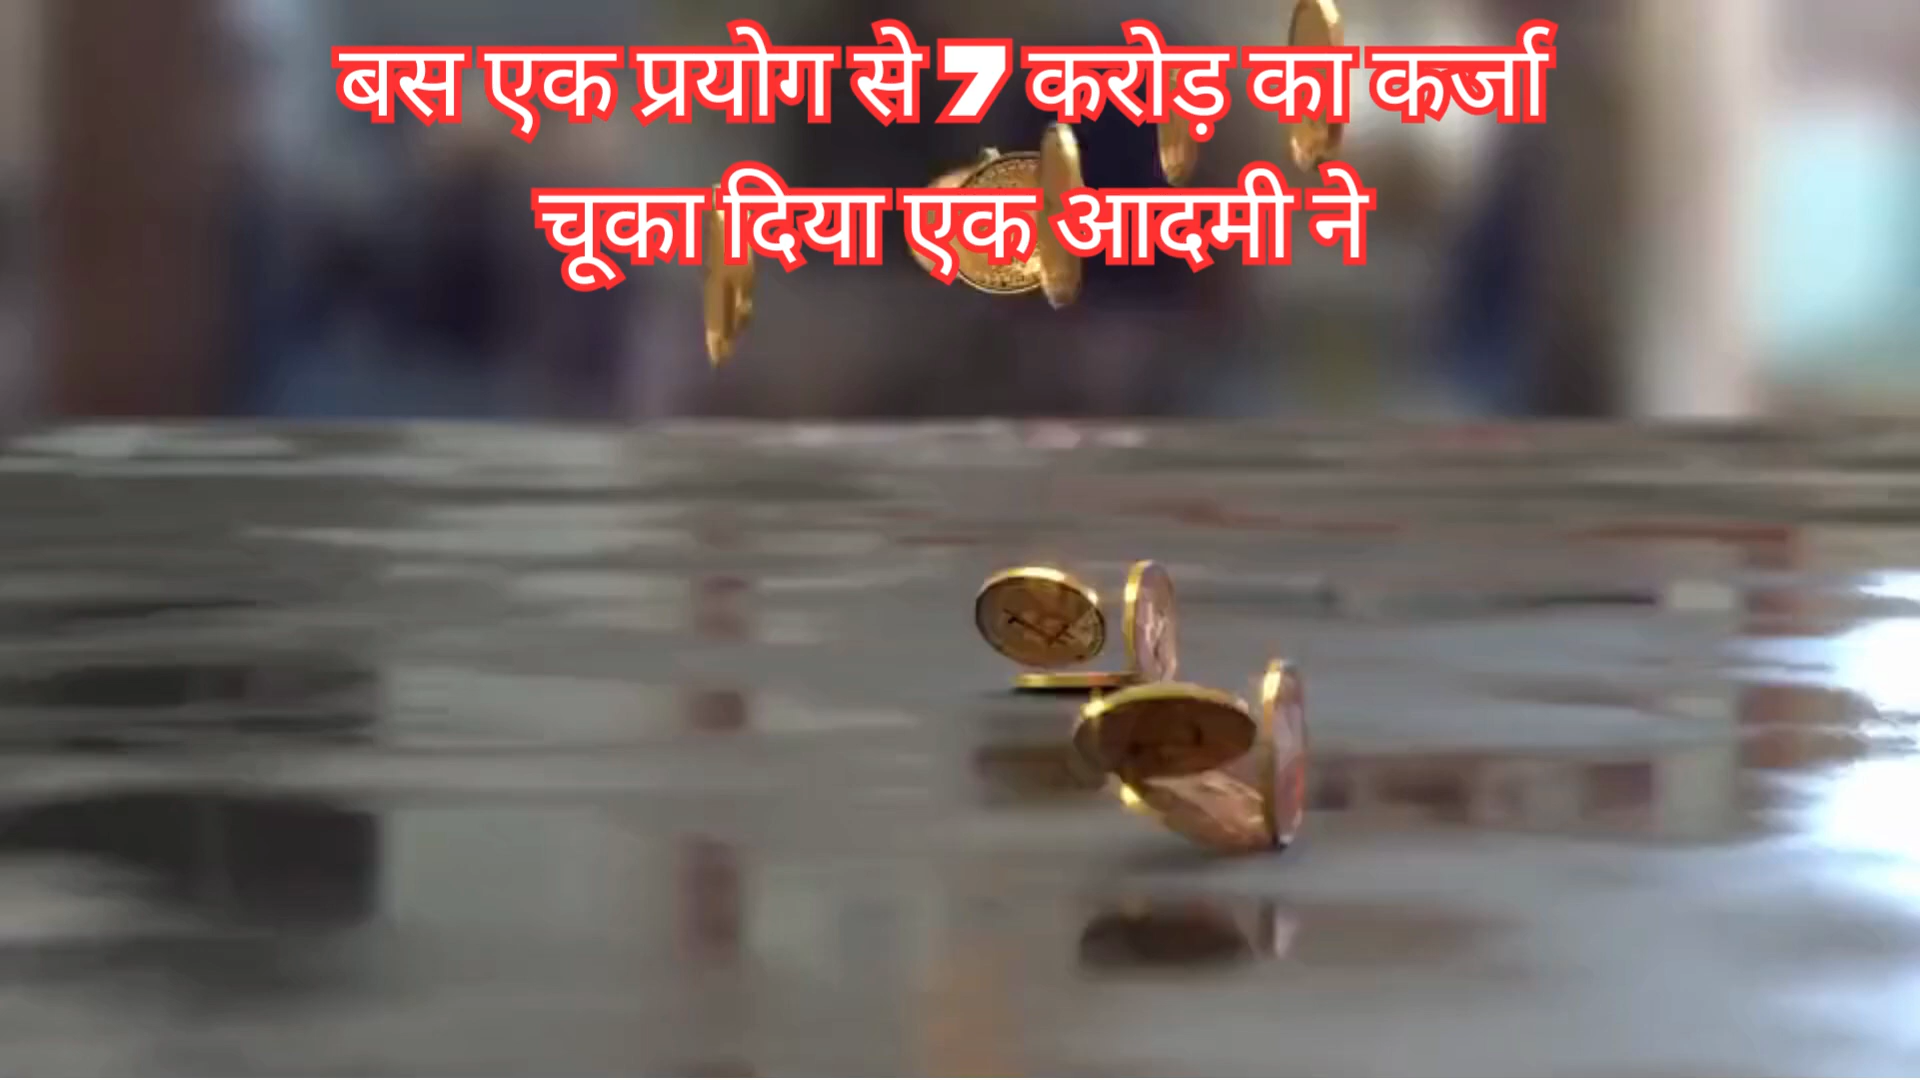 बस एक प्रयोग से 7 करोड़ का कर्जा
चूका दिया एक आदमी ने